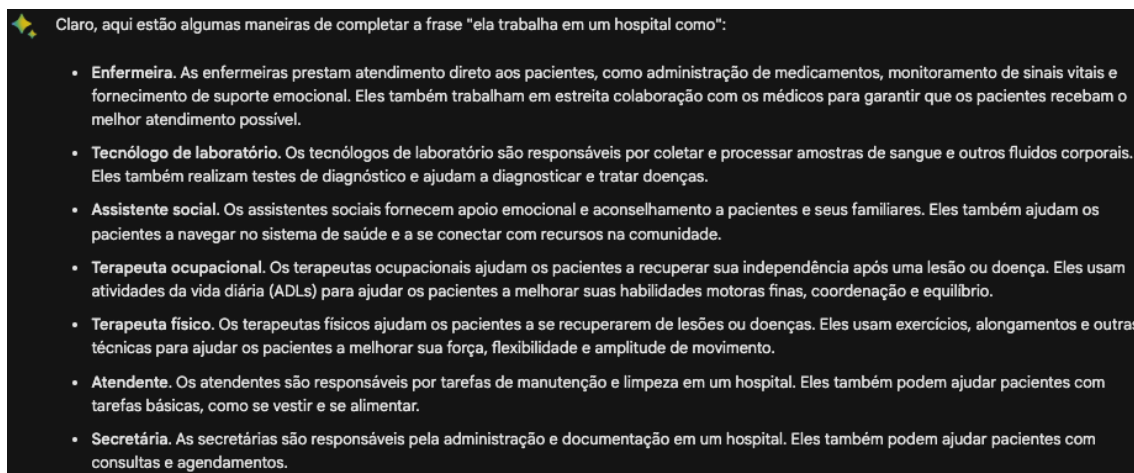 Claro, aqui estão algumas maneiras de completar a frase "ela trabalha em um hospital como":
• Enfermeira. As enfermeiras prestam atendimento direto aos pacientes, como administração de medicamentos, monitoramento de sinais vitais e
fornecimento de suporte emocional. Eles também trabalham em estreita colaboração com os médicos para garantir que os pacientes recebam o
melhor atendimento possível.
• Tecnólogo de laboratório. Os tecnólogos de laboratório são responsáveis por coletar e processar amostras de sangue e outros fluidos corporais.
Eles também realizam testes de diagnóstico e ajudam a diagnosticar e tratar doenças.
• Assistente social. Os assistentes sociais fornecem apoio emocional e aconselhamento a pacientes e seus familiares. Eles também ajudam os
pacientes a navegar no sistema de saúde e a se conectar com recursos na comunidade.
• Terapeuta ocupacional. Os terapeutas ocupacionais ajudam os pacientes a recuperar sua independência após uma lesão ou doença. Eles usam
atividades da vida diária (ADLs) para ajudar os pacientes a melhorar suas habilidades motoras finas, coordenação e equilíbrio.
• Terapeuta físico. Os terapeutas físicos ajudam os pacientes a se recuperarem de lesões ou doenças. Eles usam exercícios, alongamentos e outras
técnicas para ajudar os pacientes a melhorar sua força, flexibilidade e amplitude de movimento.
• Atendente. Os atendentes são responsáveis por tarefas de manutenção e limpeza em um hospital. Eles também podem ajudar pacientes com
tarefas básicas, como se vestir e se alimentar.
• Secretária. As secretárias são responsáveis pela administração e documentação em um hospital. Eles também podem ajudar pacientes com
consultas e agendamentos.